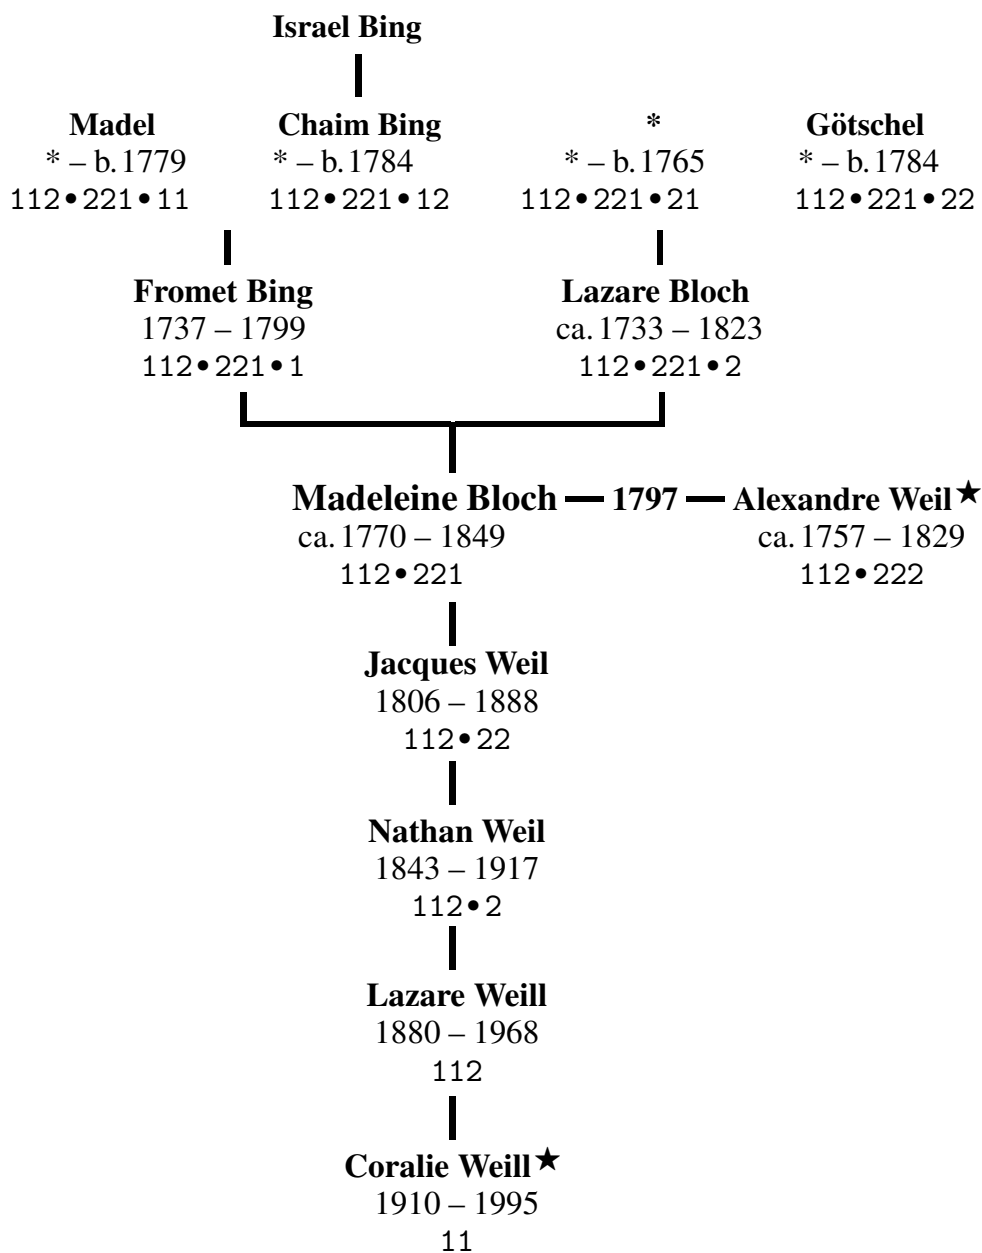 Israel Bing
Madel Chaim Bing * Götschel
* – b. 1779 * – b. 1784 * – b. 1765 * – b. 1784
112•221•11 112•221•12 112•221•21 112•221•22
Fromet Bing Lazare Bloch
1737 – 1799 ca. 1733 – 1823
112•221•1 112•221•2
Madeleine Bloch — 1797 — Alexandre Weil★
ca. 1770 – 1849 ca. 1757 – 1829
112•221 112•222
Jacques Weil
1806 – 1888
112•22
Nathan Weil
1843 – 1917
112•2
Lazare Weill
1880 – 1968
112
Coralie Weill★
1910 – 1995
11